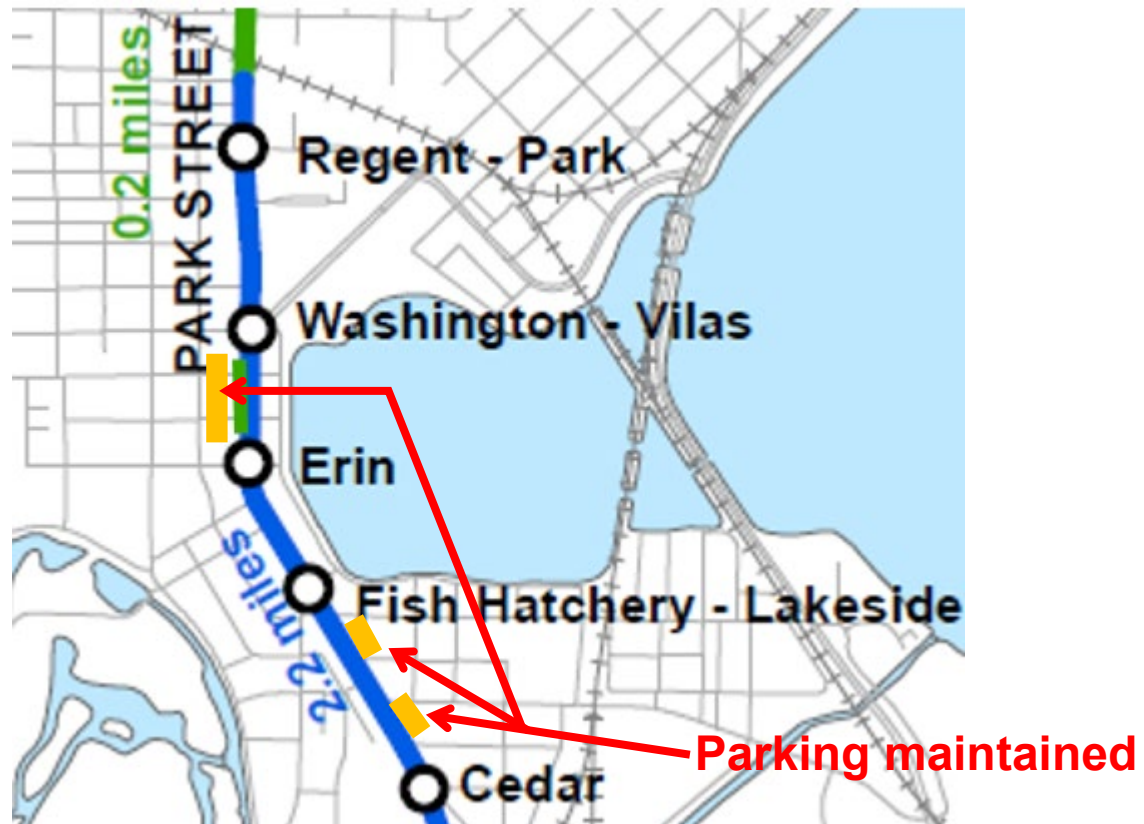 0.2 miles
PARK STREET
Regent - Park
Washington - Vilas
Erin
2.2 miles
Fish Hatchery - Lakeside
Parking maintained
Cedar